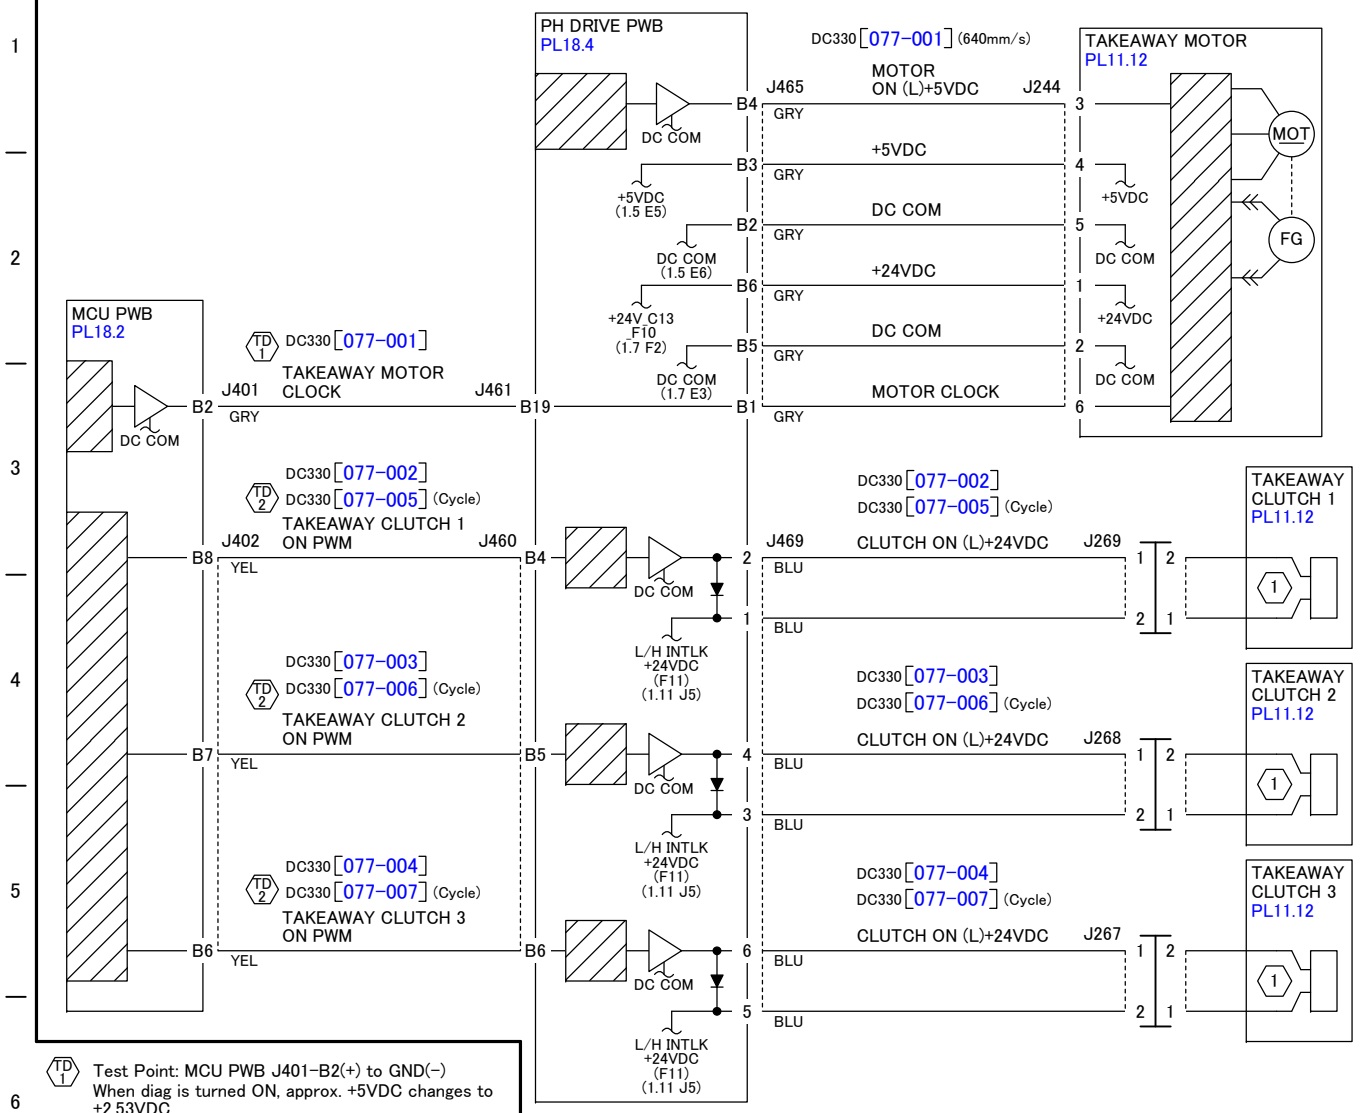 1
2
3
4
5
6
PH DRIVE PWB
PL18.4
DC330 [077-001] (640mm/s)
TAKEAWAY MOTOR
PL11.12
MOTOR
ON (L)+5VDC
J465
J244
B4
GRY
3
DC COM
MOT
+5VDC
B3
GRY
4
+5VDC
(1.5 E5)
+5VDC
DC COM
B2
GRY
5
DC COM
(1.5 E6)
DC COM
FG
+24VDC
B6
GRY
1
+24V_C13
_F10
(1.7 F2)
+24VDC
DC COM
B5
GRY
2
DC COM
(1.7 E3)
DC COM
MOTOR CLOCK
B1
GRY
6
MCU PWB
PL18.2
TD
1
DC330 [077-001]
TAKEAWAY MOTOR
CLOCK
J401
J461
B2
GRY
B19
DC COM
TD
2
DC330 [077-002]
DC330 [077-005] (Cycle)
TAKEAWAY CLUTCH 1
ON PWM
J402
J460
B8
YEL
B4
DC COM
2
1
L/H INTLK
+24VDC
(F11)
(1.11 J5)
DC330 [077-002]
DC330 [077-005] (Cycle)
J469
CLUTCH ON (L)+24VDC
J269
BLU
BLU
1 2
2 1
TAKEAWAY
CLUTCH 1
PL11.12
1
TD
2
DC330 [077-003]
DC330 [077-006] (Cycle)
TAKEAWAY CLUTCH 2
ON PWM
B7
YEL
B5
DC COM
4
3
L/H INTLK
+24VDC
(F11)
(1.11 J5)
DC330 [077-003]
DC330 [077-006] (Cycle)
CLUTCH ON (L)+24VDC
J268
BLU
BLU
1 2
2 1
TAKEAWAY
CLUTCH 2
PL11.12
1
TD
2
DC330 [077-004]
DC330 [077-007] (Cycle)
TAKEAWAY CLUTCH 3
ON PWM
B6
YEL
B6
DC COM
6
5
L/H INTLK
+24VDC
(F11)
(1.11 J5)
DC330 [077-004]
DC330 [077-007] (Cycle)
CLUTCH ON (L)+24VDC
J267
BLU
BLU
1 2
2 1
TAKEAWAY
CLUTCH 3
PL11.12
1
TD
1
Test Point: MCU PWB J401-B2(+) to GND(-)
When diag is turned ON, approx. +5VDC changes to
+2.53VDC